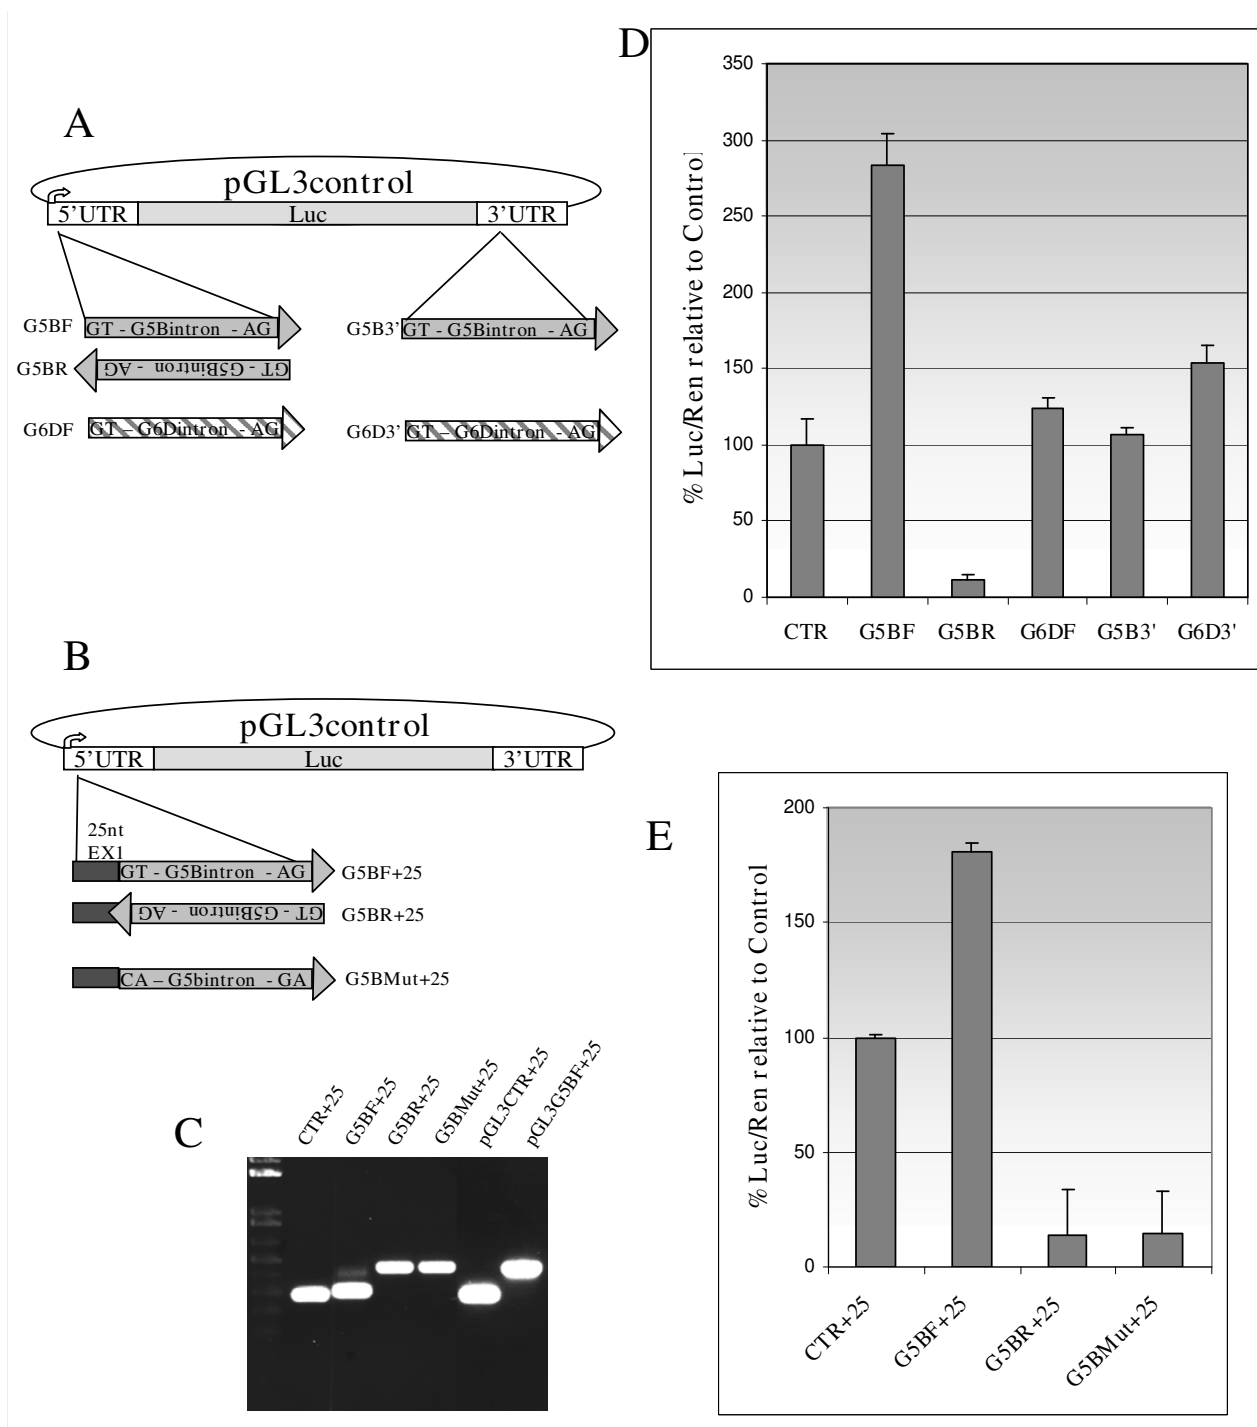 A
pGL3control
5'UTR Luc 3'UTR
G5BF GT - G5Bintron - AG
G5B3' GT - G5Bintron - AG
G5BR GT - G5Bintron - AG
G6DF GT – G6Dintron - AG
G6D3' GT – G6Dintron - AG
B
pGL3control
5'UTR Luc 3'UTR
25nt
EX1
GT - G5Bintron - AG G5BF+25
GT - G5Bintron - AG G5BR+25
CA – G5bintron - GA G5BMut+25
C
CTR+25 G5BF+25 G5BR+25 G5BMut+25 pGL3CTR+25 pGL3G5BF+25
D
% Luc/Ren relative to Control
350
300
250
200
150
100
50
0
CTR G5BF G5BR G6DF G5B3' G6D3'
E
% Luc/Ren relative to Control
200
150
100
50
0
CTR+25 G5BF+25 G5BR+25 G5BMut+25